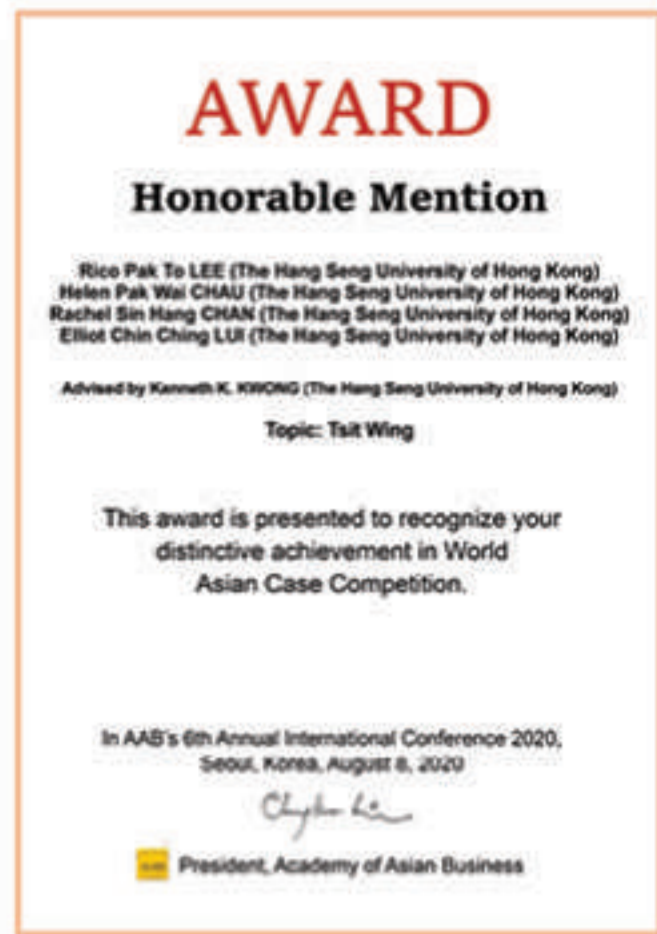 AWARD
Honorable Mention
Rico Pak To LEE (The Hang Seng University of Hong Kong)
Helen Pak Wai CHAU (The Hang Seng University of Hong Kong)
Rachel Sin Hang CHAN (The Hang Seng University of Hong Kong)
Elliot Chin Ching LUI (The Hang Seng University of Hong Kong)
Advised by Kenneth K. KWONG (The Hang Seng University of Hong Kong)
Topic: Tsit Wing
This award is presented to recognize your
distinctive achievement in World
Asian Case Competition.
In AAB's 6th Annual International Conference 2020,
Seoul, Korea, August 8, 2020
President, Academy of Asian Business